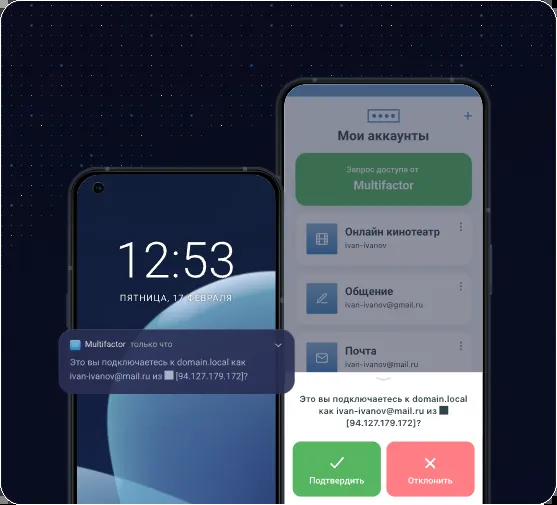 12:53
ПЯТНИЦА, 17 ФЕВРАЛЯ
Multifactor только что
Это вы подключаетесь к domain.local как
ivan-ivanov@mail.ru из [94.127.179.172]?
Мои аккаунты
+
Запрос доступа от
Multifactor
Онлайн кинотеатр
ivan-ivanov
Общение
ivan-ivanov@gmail.ru
Почта
ivan-ivanov@mail.ru
Это вы подключаетесь к domain.local
как ivan-ivanov@mail.ru из
[94.127.179.172]?
Подтвердить
Отклонить